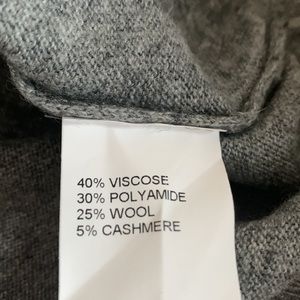 40% VISCOSE
30% POLYAMIDE
25% WOOL
5% CASHMERE